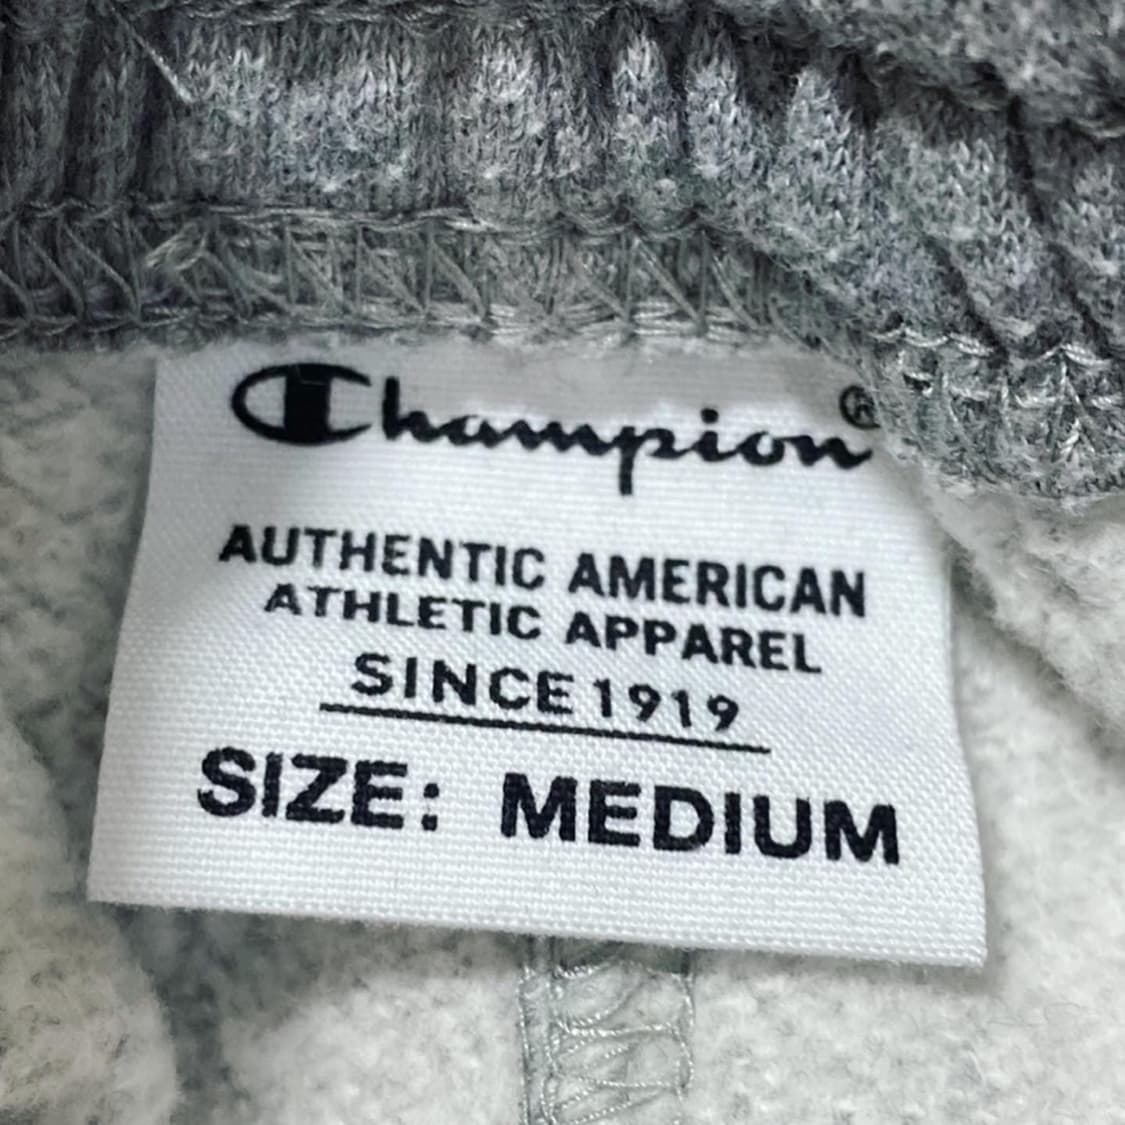 Champion®
AUTHENTIC AMERICAN
ATHLETIC APPAREL
SINCE 1919
SIZE: MEDIUM